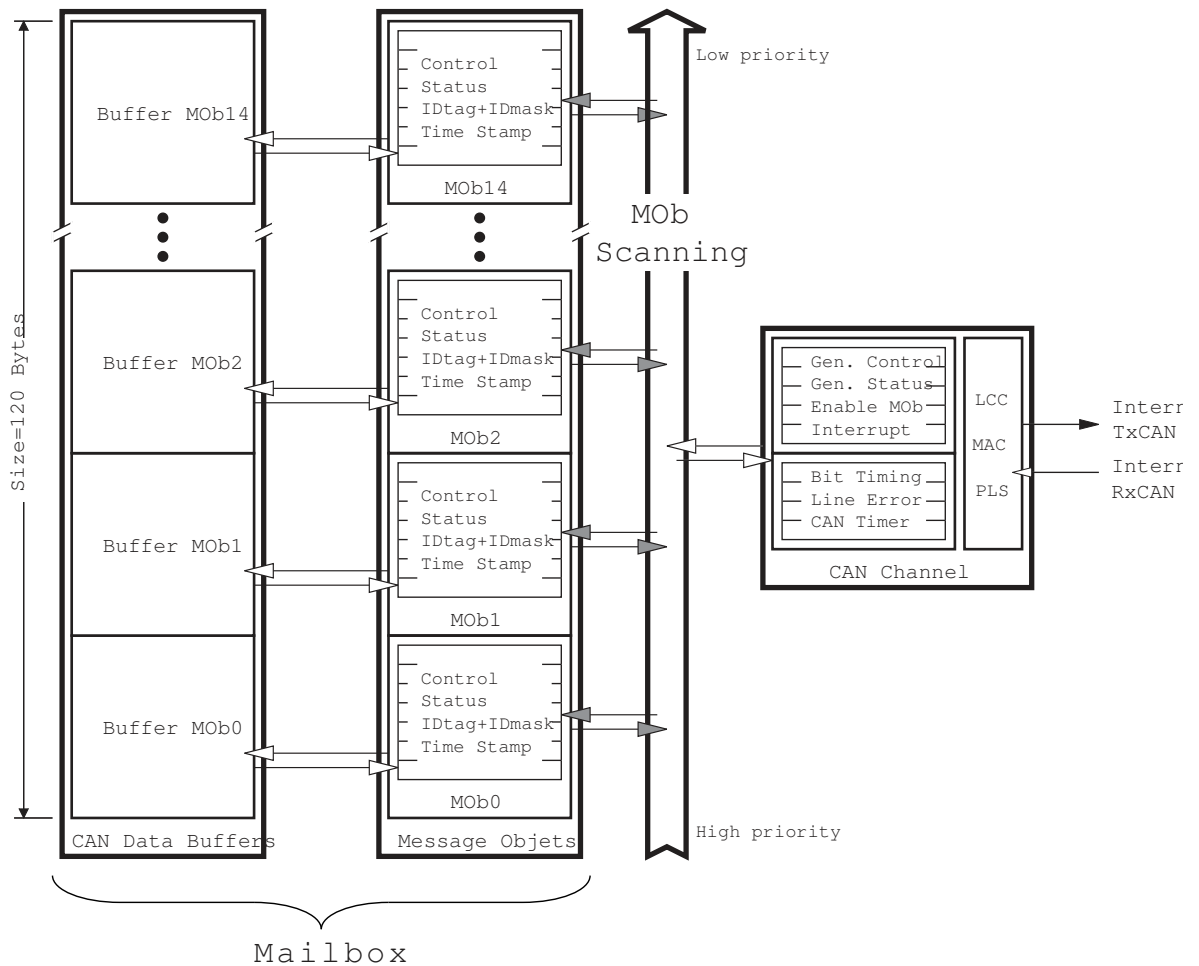 Size=120 Bytes
Buffer MOb14
Buffer MOb2
Buffer MOb1
Buffer MOb0
CAN Data Buffers
Control
Status
IDtag+IDmask
Time Stamp
MOb14
Control
Status
IDtag+IDmask
Time Stamp
MOb2
Control
Status
IDtag+IDmask
Time Stamp
MOb1
Control
Status
IDtag+IDmask
Time Stamp
MOb0
Message Objets
Mailbox
Low priority
MOb
Scanning
High priority
Gen. Control
Gen. Status
Enable MOb
Interrupt
Bit Timing
Line Error
CAN Timer
CAN Channel
LCC
MAC
PLS
Intern
TxCAN
Intern
RxCAN